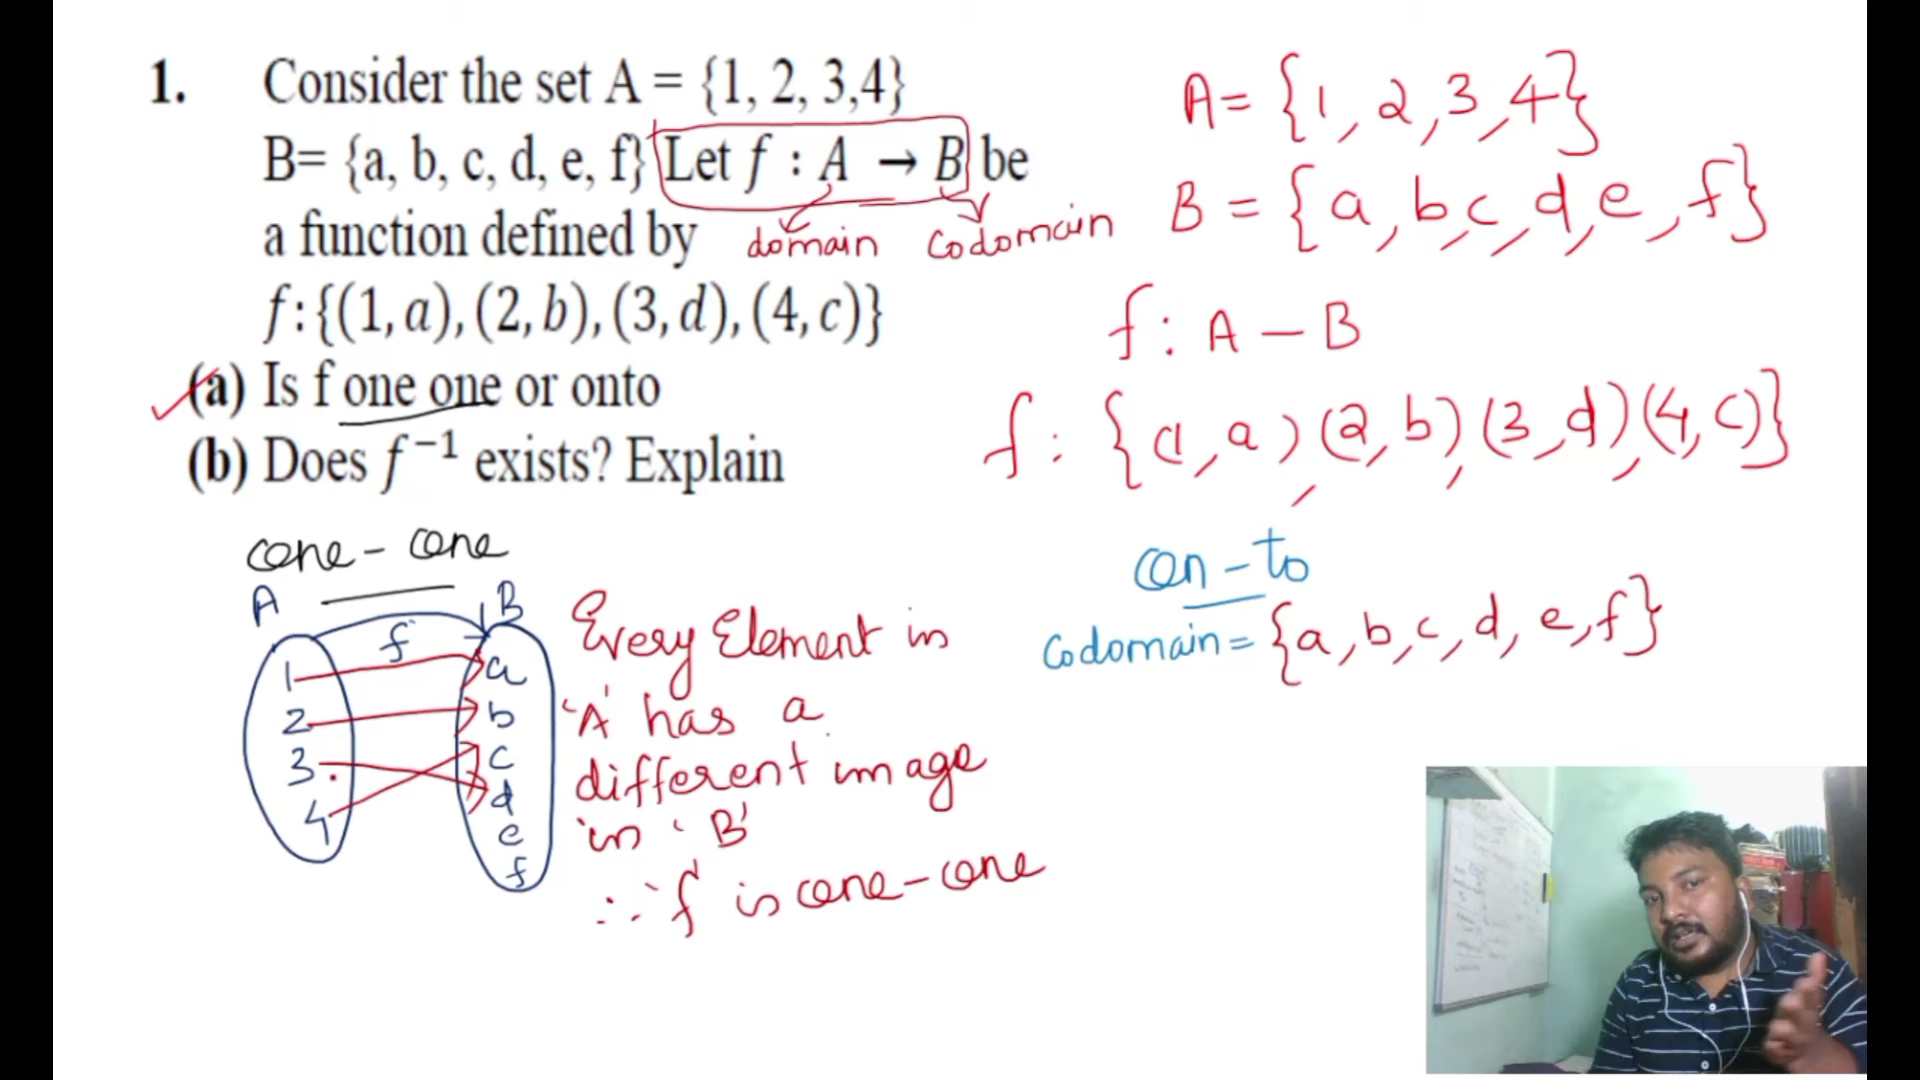 1. Consider the set A = {1, 2, 3,4}
B= {a, b, c, d, e, f} Let f : A → B be
a function defined by
domain codomain
f:{(1,a),(2,b),(3,d),(4,c)}
(a) Is f one one or onto
(b) Does f⁻¹ exists? Explain
A = {1, 2, 3, 4}
B = {a, b, c, d, e, f}
f: A – B
f: {(1, a), (2, b), (3, d), (4, c)}
one - one
A f B
1 a
2 b
3 c
4 d
e
f
Every Element in
'A' has a
different image
in 'B'
∴ f is one-one
on-to
codomain = {a, b, c, d, e, f}